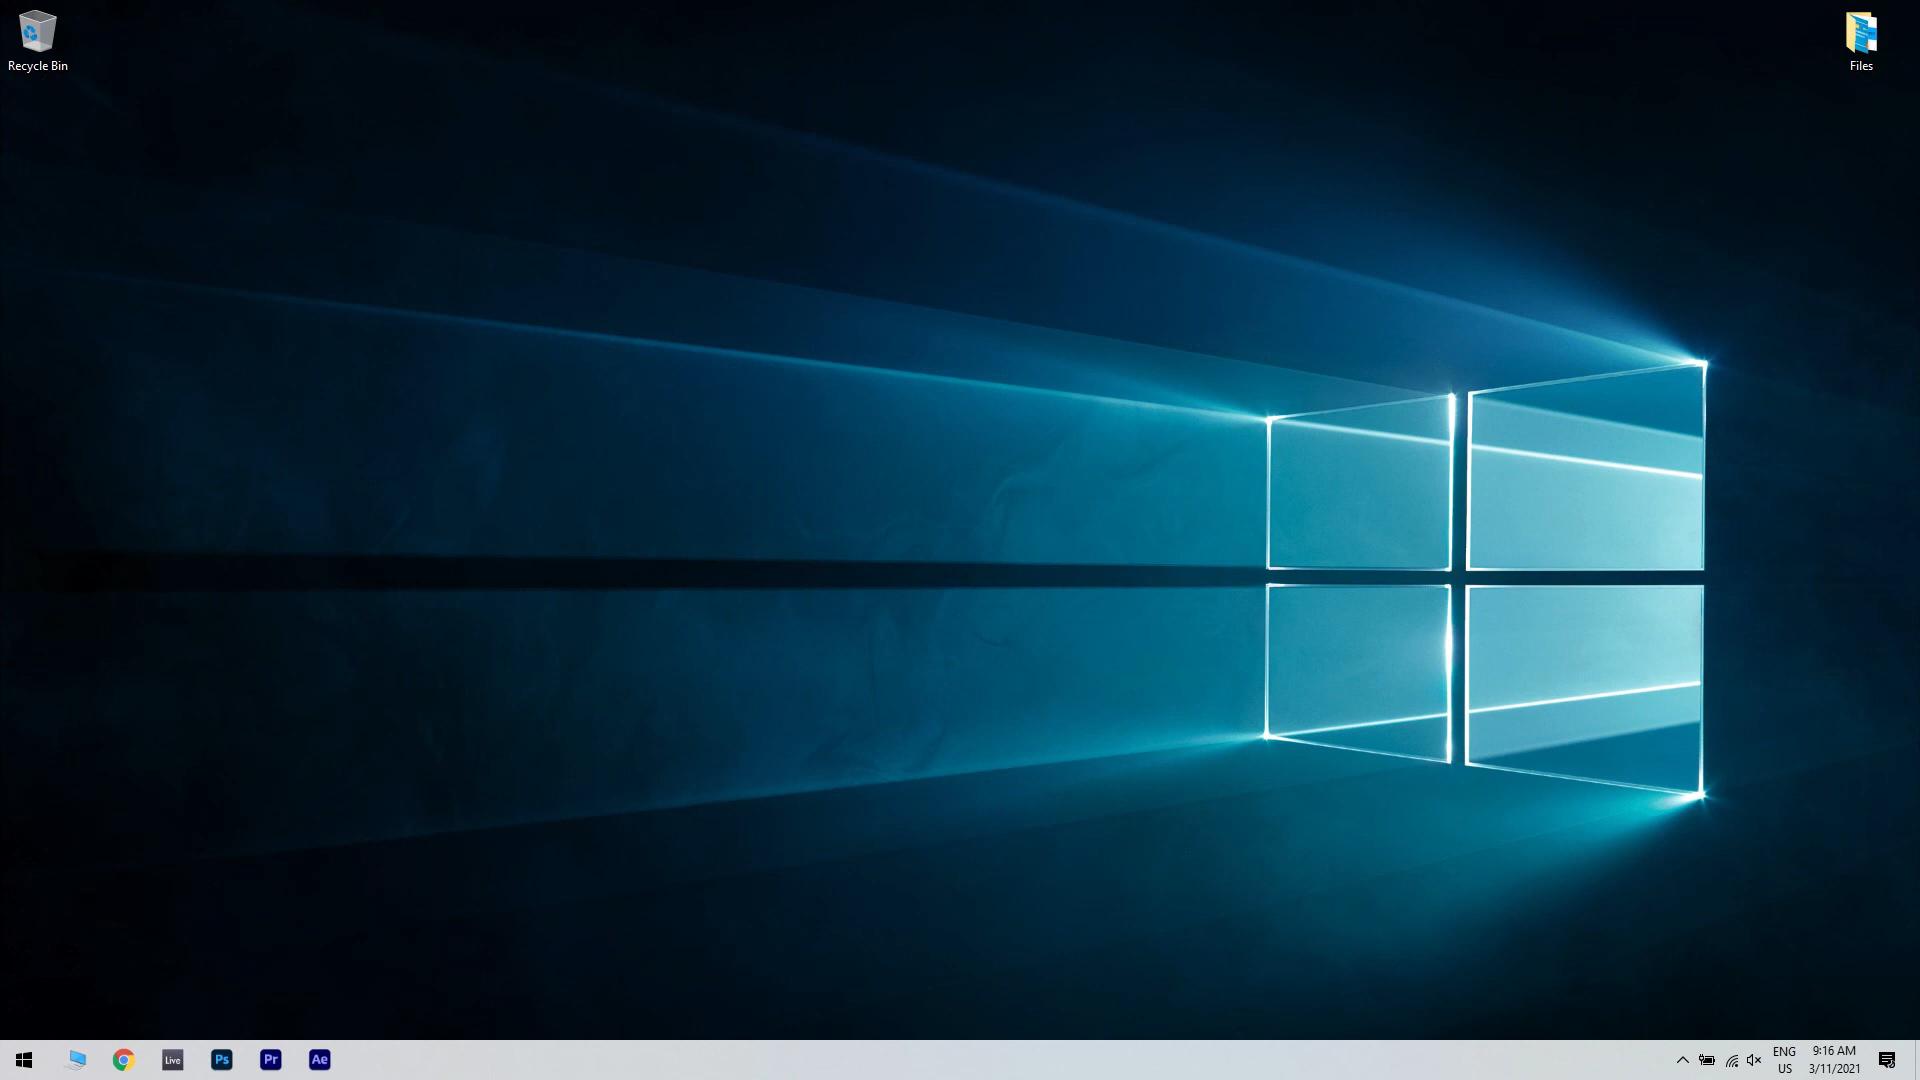 Recycle Bin
Files
Live
Ps
Pr
Ae
ENG
US
9:16 AM
3/11/2021